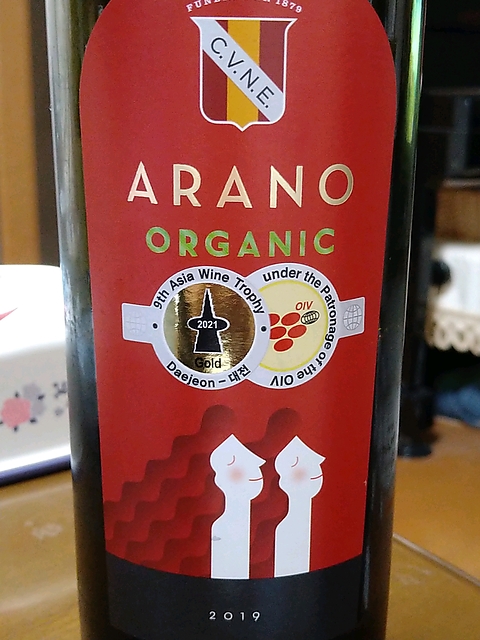 1879
C.V.N.E.
ARANO
ORGANIC
9th Asia Wine Trophy
2021
Gold
Daejeon – 대전
under the Patronage of the OIV
OIV
2019